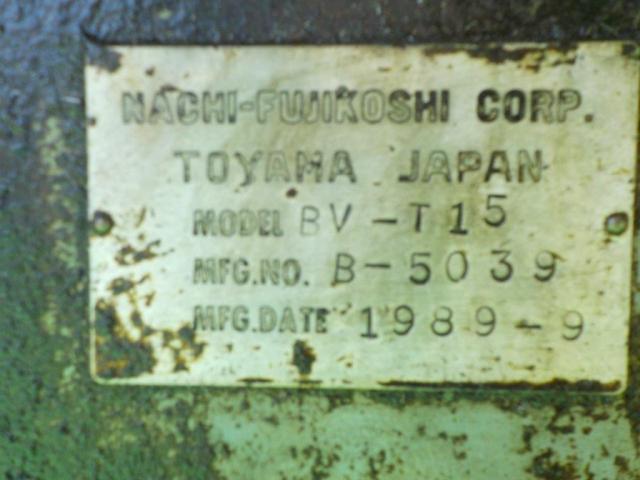 NACHI-FUJIKOSHI CORP.
TOYAMA JAPAN
MODEL BV-T15
MFG.NO. B-5039
MFG.DATE 1989-9